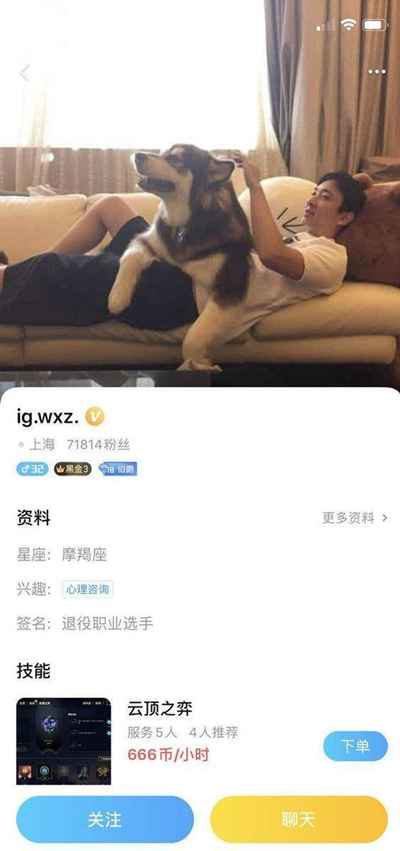 ig.wxz. V
上海 71814粉丝
♂32 黑金3 伯爵
资料 更多资料 >
星座: 摩羯座
兴趣: 心理咨询
签名: 退役职业选手
技能
云顶之弈
服务5人 4人推荐
666币/小时 下单
关注 聊天